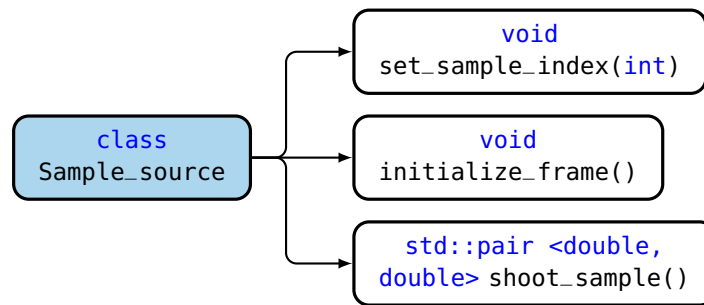 class
Sample_source
void
set_sample_index(int)
void
initialize_frame()
std::pair <double,
double> shoot_sample()